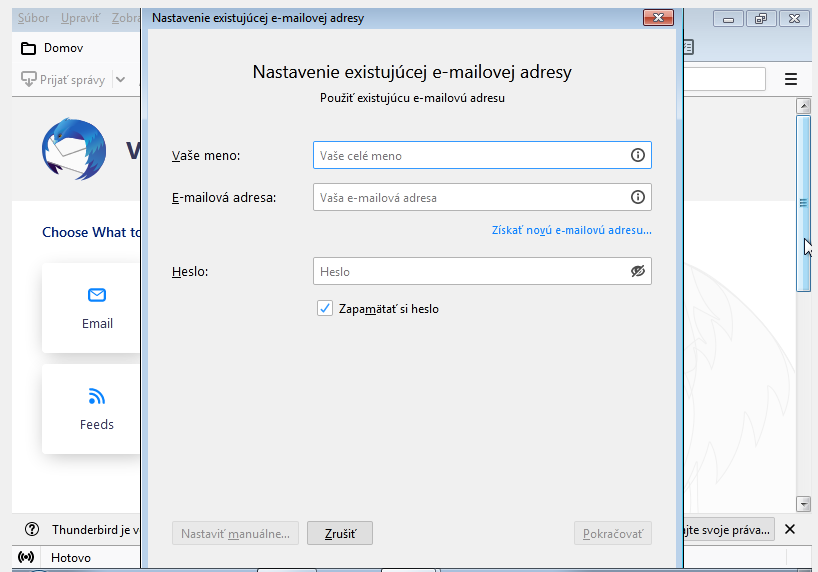 Súbor Upraviť
Nastavenie existujúcej e-mailovej adresy
Domov
Prijať správy
Nastavenie existujúcej e-mailovej adresy
Použiť existujúcu e-mailovú adresu
Vaše meno:
Vaše celé meno
E-mailová adresa:
Vaša e-mailová adresa
Získať novú e-mailovú adresu...
Choose What to
Heslo:
Heslo
Zapamätať si heslo
Email
Feeds
Nastaviť manuálne...
Zrušiť
Pokračovať
Thunderbird je
svoje práva...
Hotovo